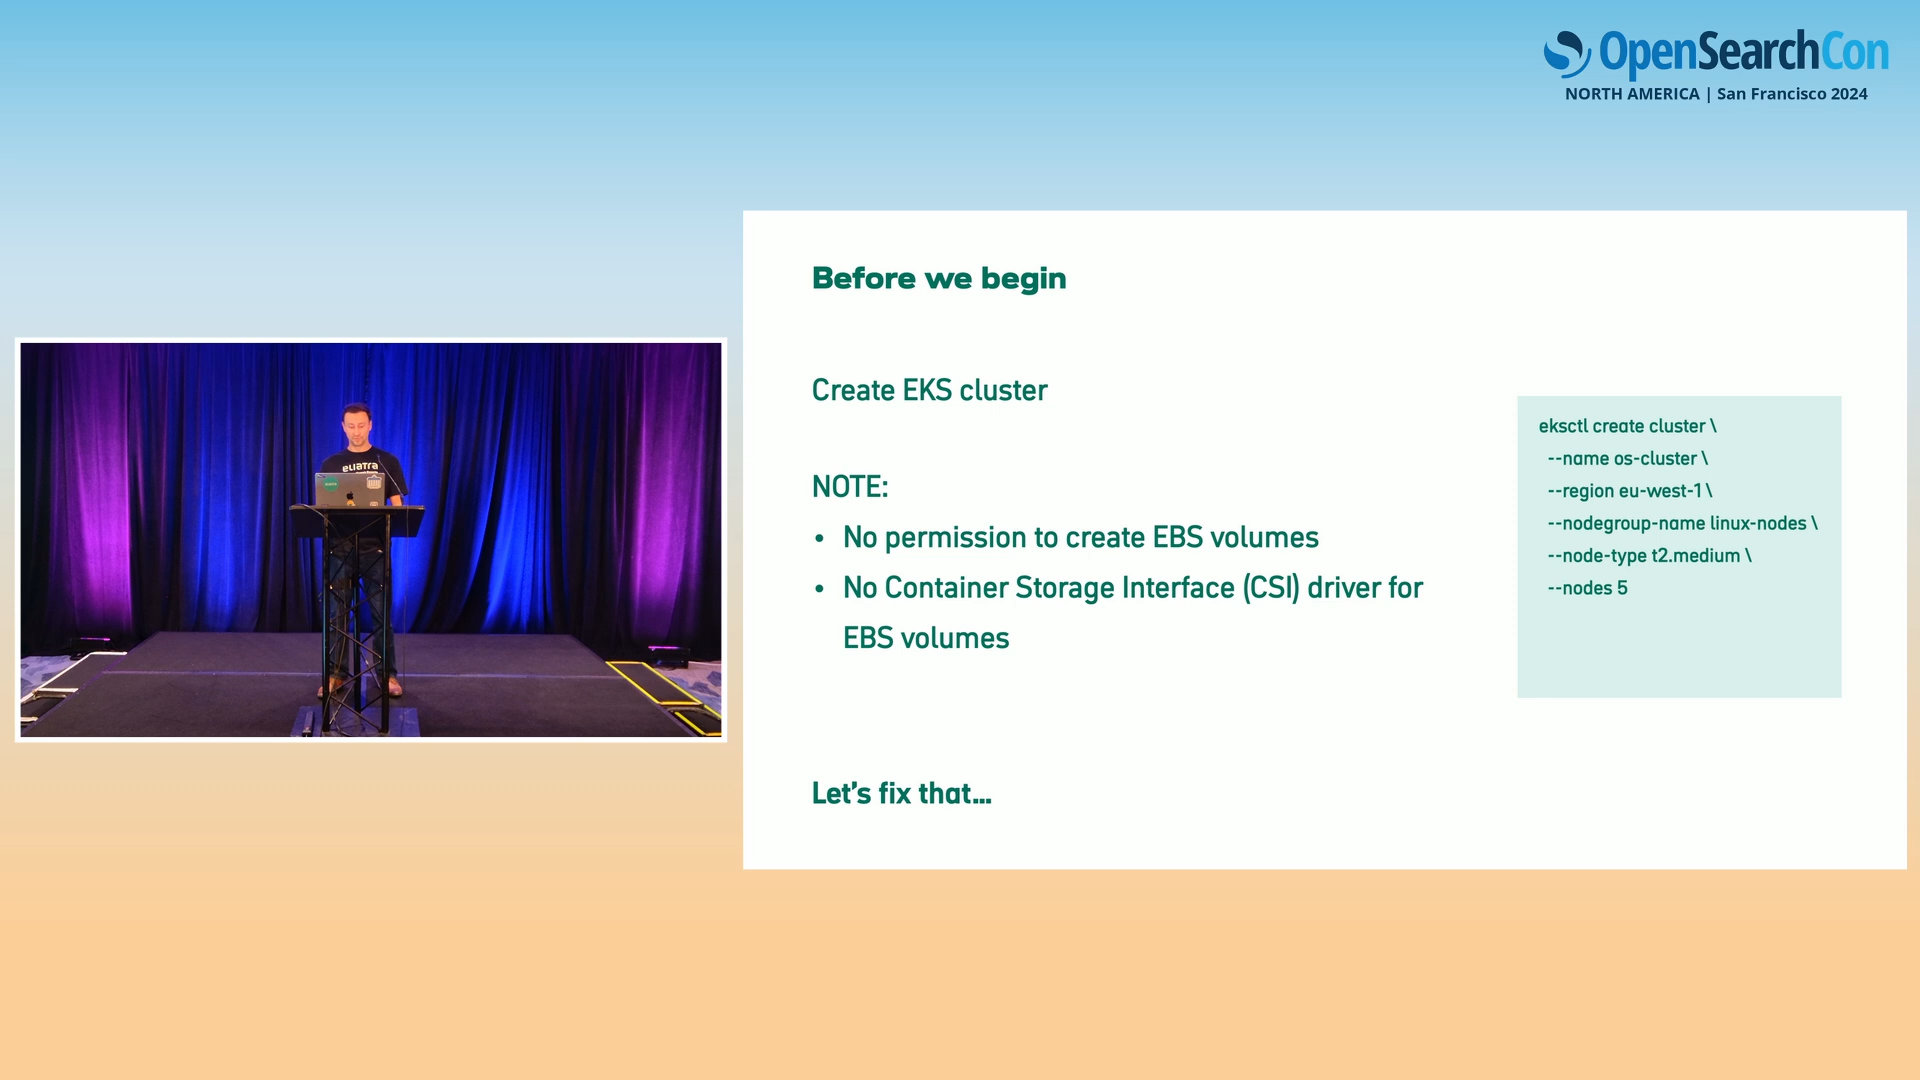 OpenSearchCon
NORTH AMERICA | San Francisco 2024
Before we begin
Create EKS cluster
NOTE:
• No permission to create EBS volumes
• No Container Storage Interface (CSI) driver for
EBS volumes
Let's fix that...
eksctl create cluster \
--name os-cluster \
--region eu-west-1 \
--nodegroup-name linux-nodes \
--node-type t2.medium \
--nodes 5
eliatra